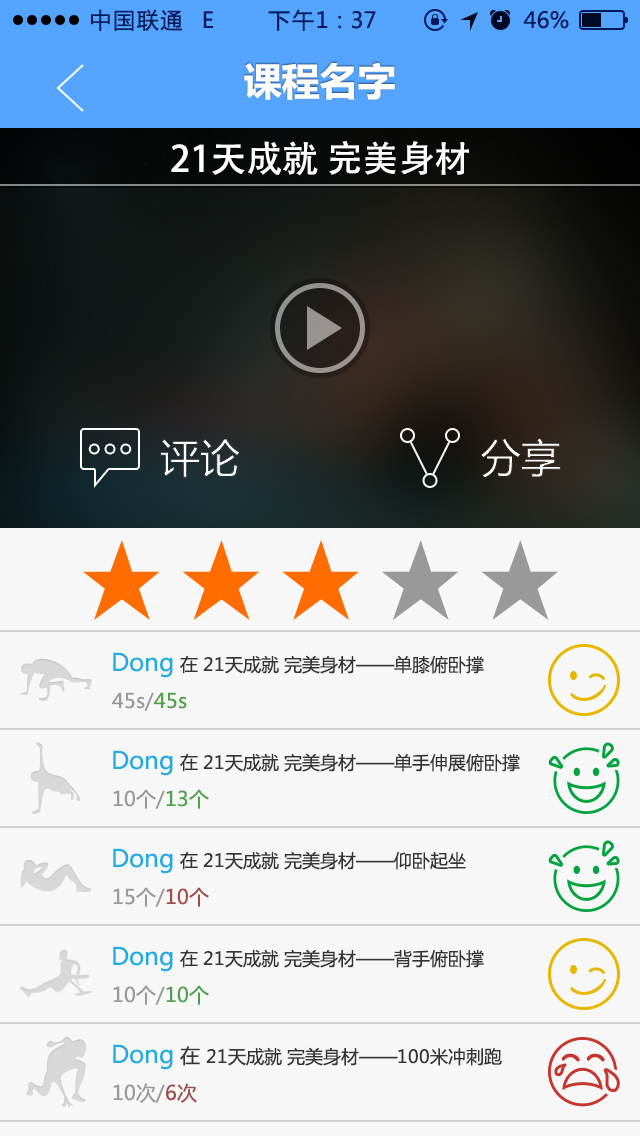 中国联通 E 下午1：37 46%
课程名字
21天成就 完美身材
评论 分享
Dong 在 21天成就 完美身材——单膝俯卧撑
45s/45s
Dong 在 21天成就 完美身材——单手伸展俯卧撑
10个/13个
Dong 在 21天成就 完美身材——仰卧起坐
15个/10个
Dong 在 21天成就 完美身材——背手俯卧撑
10个/10个
Dong 在 21天成就 完美身材——100米冲刺跑
10次/6次